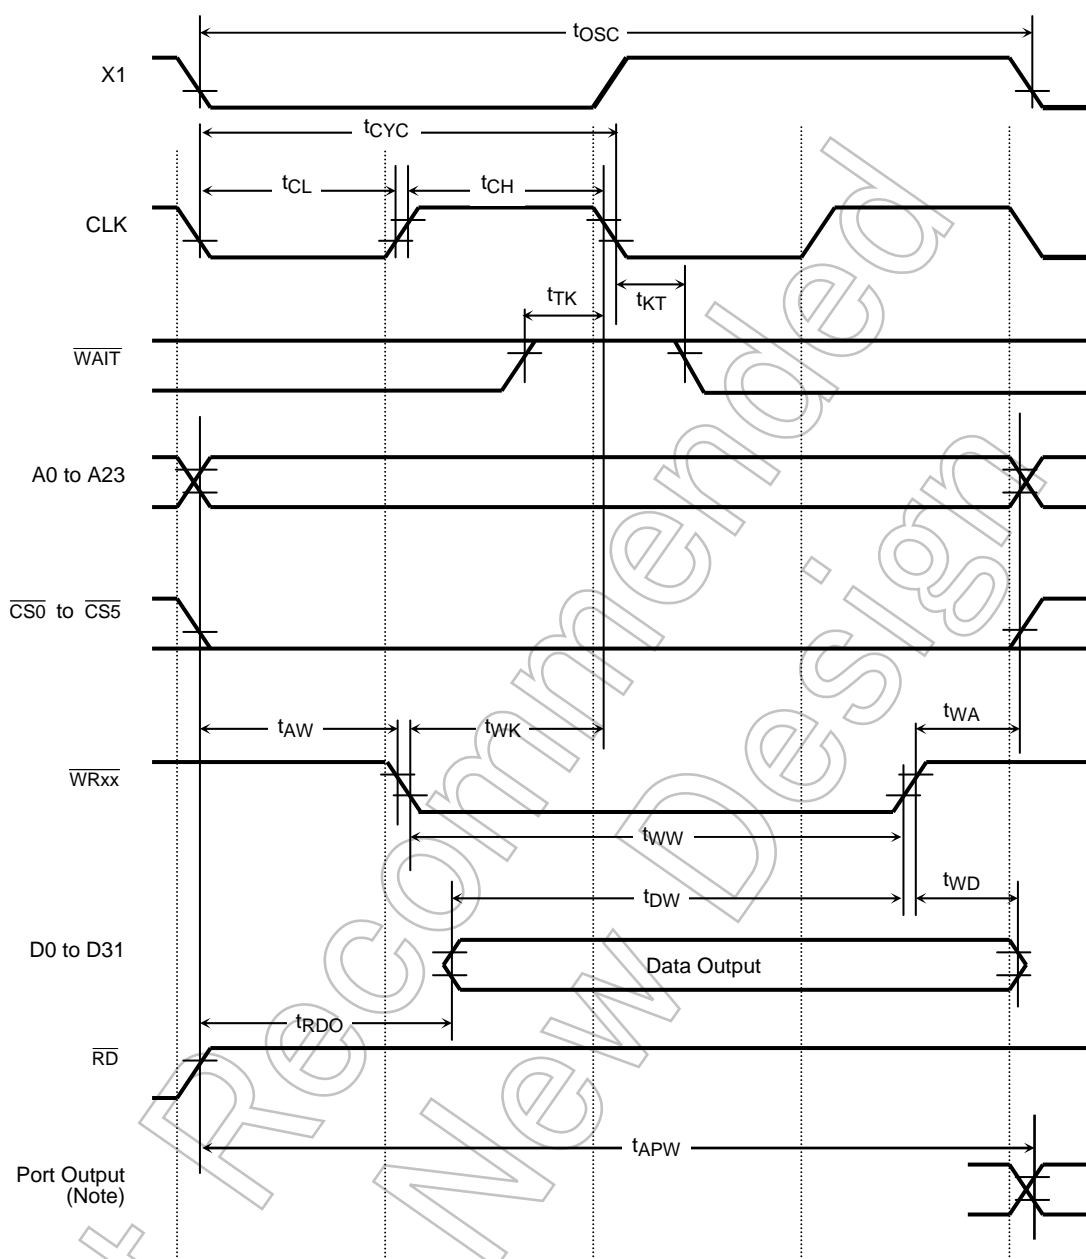 tOSC
X1
tCYC
tCL
tCH
CLK
tTK
tKT
WAIT
A0 to A23
CS0 to CS5
tAW
tWK
tWA
WRxx
tWW
tDW
tWD
D0 to D31
Data Output
tRDO
RD
tAPW
Port Output
(Note)
Recommended
New Design